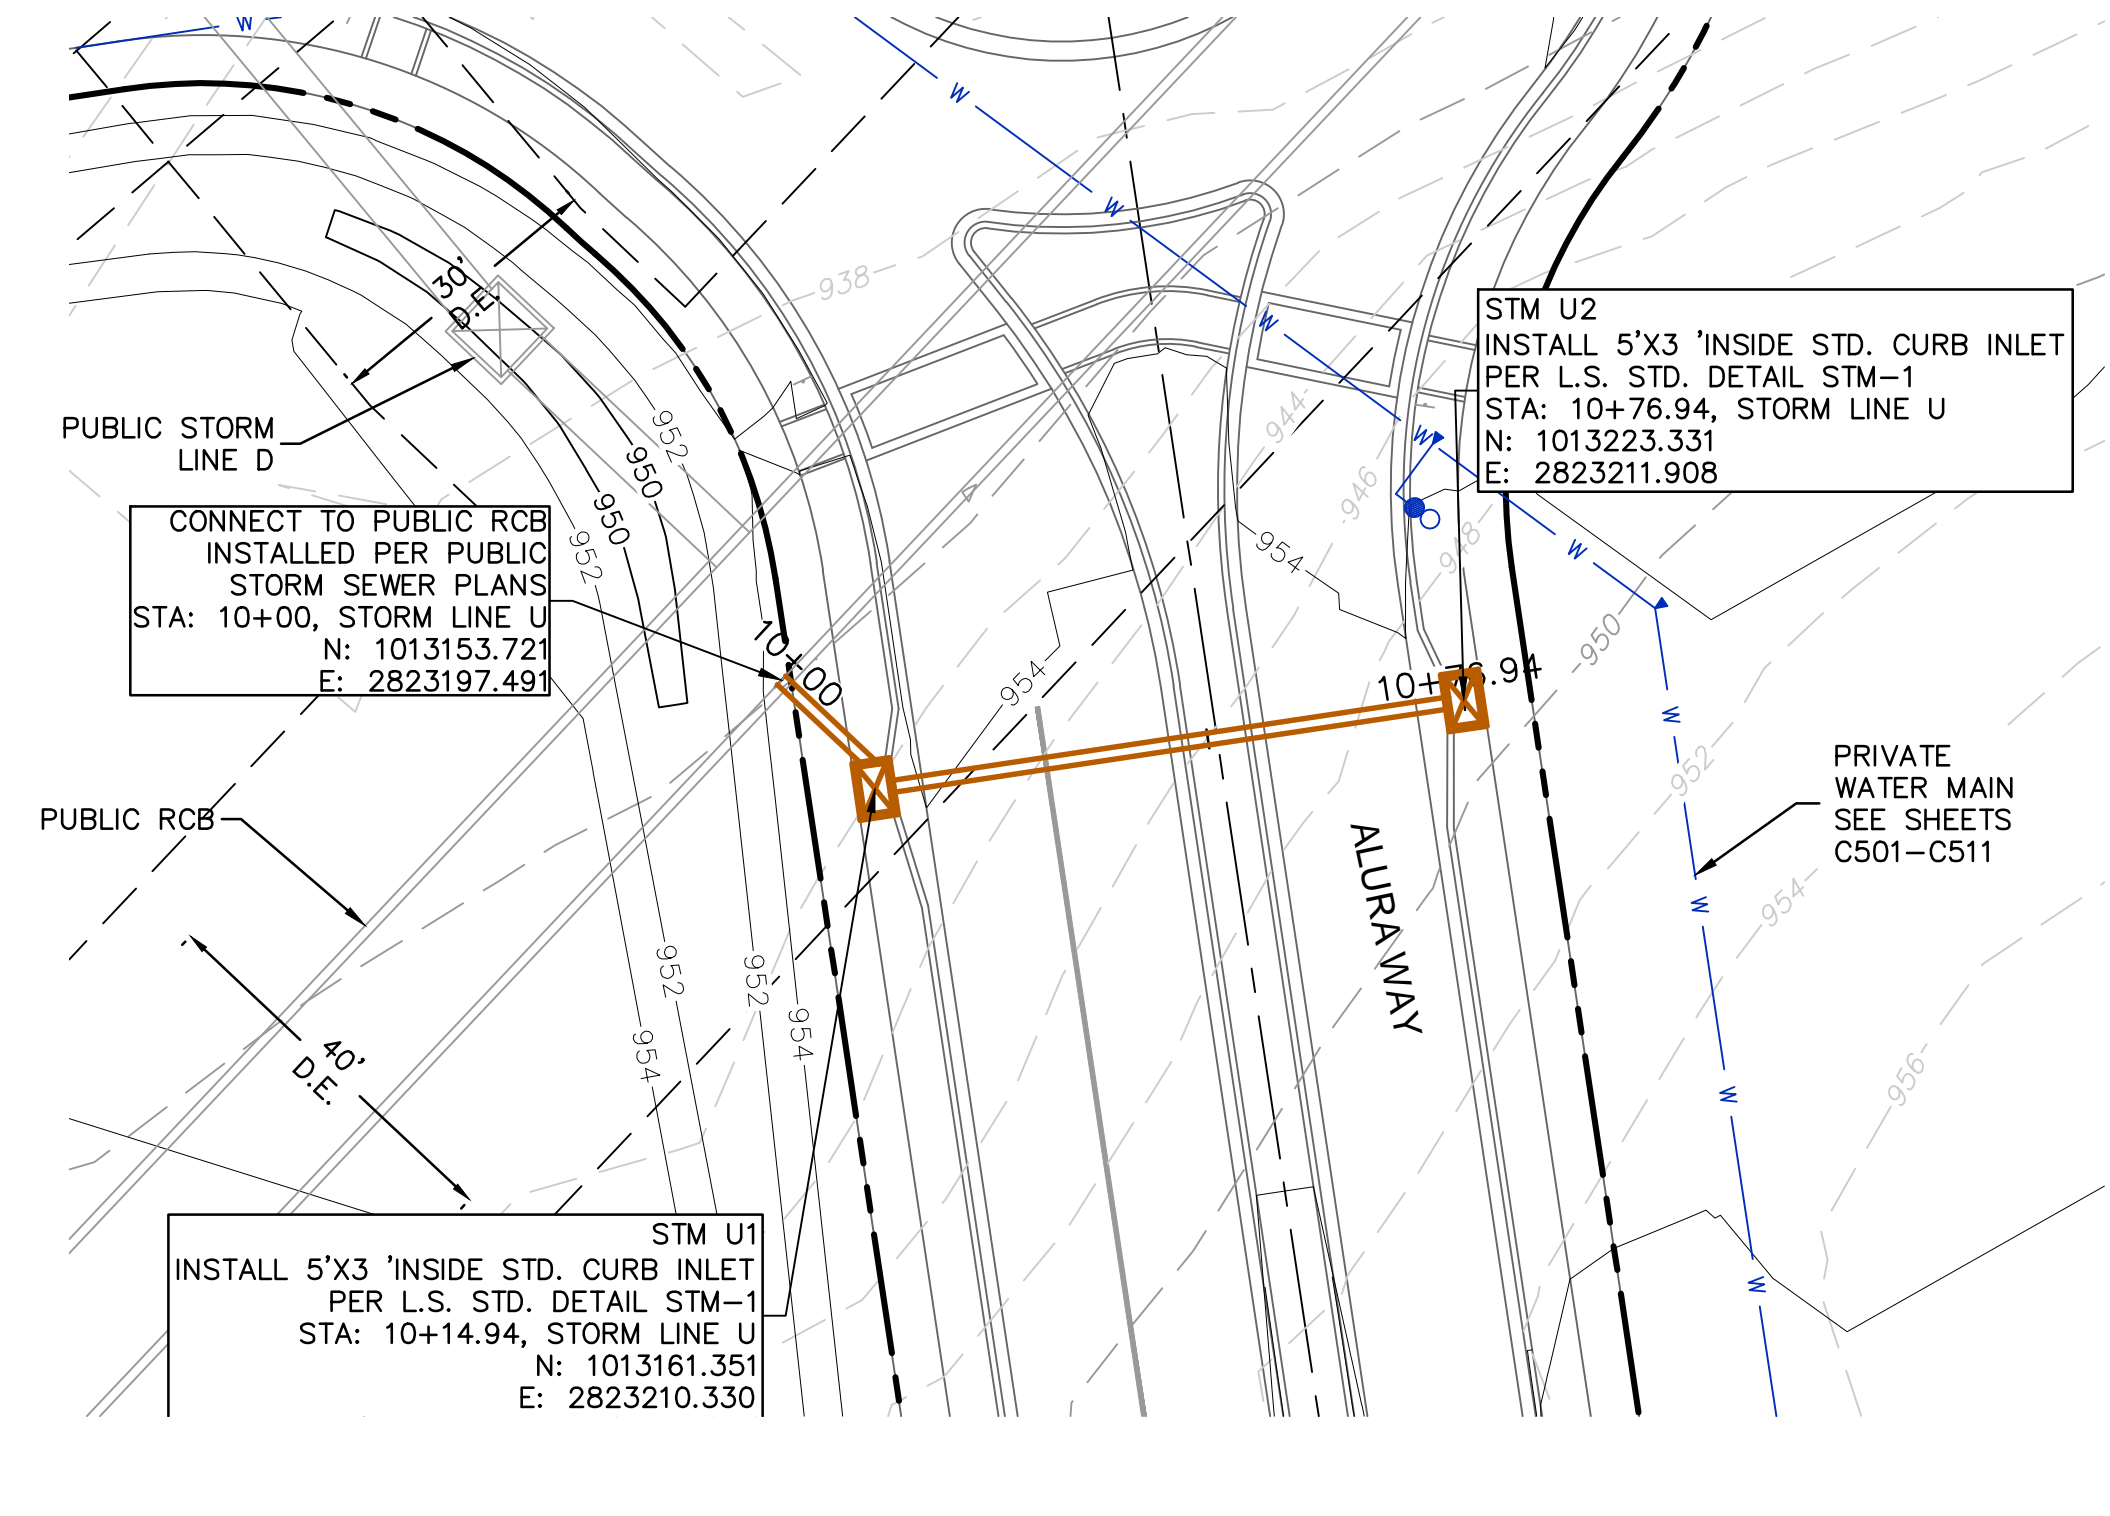 W
W
W
30'
D.E.
938
STM U2
INSTALL 5'X3 'INSIDE STD. CURB INLET
PER L.S. STD. DETAIL STM-1
STA: 10+76.94, STORM LINE U
N: 1013223.331
E: 2823211.908
W
W
W
944
946
948
950
PUBLIC STORM
LINE D
952
950
950
952
CONNECT TO PUBLIC RCB
INSTALLED PER PUBLIC
STORM SEWER PLANS
STA: 10+00, STORM LINE U
N: 1013153.721
E: 2823197.491
10+00
954
954
10+76.94
W
952
PRIVATE
WATER MAIN
SEE SHEETS
C501-C511
PUBLIC RCB
ALURA WAY
W
954
952
952
954
954
40'
D.E.
W
956
W
STM U1
INSTALL 5'X3 'INSIDE STD. CURB INLET
PER L.S. STD. DETAIL STM-1
STA: 10+14.94, STORM LINE U
N: 1013161.351
E: 2823210.330